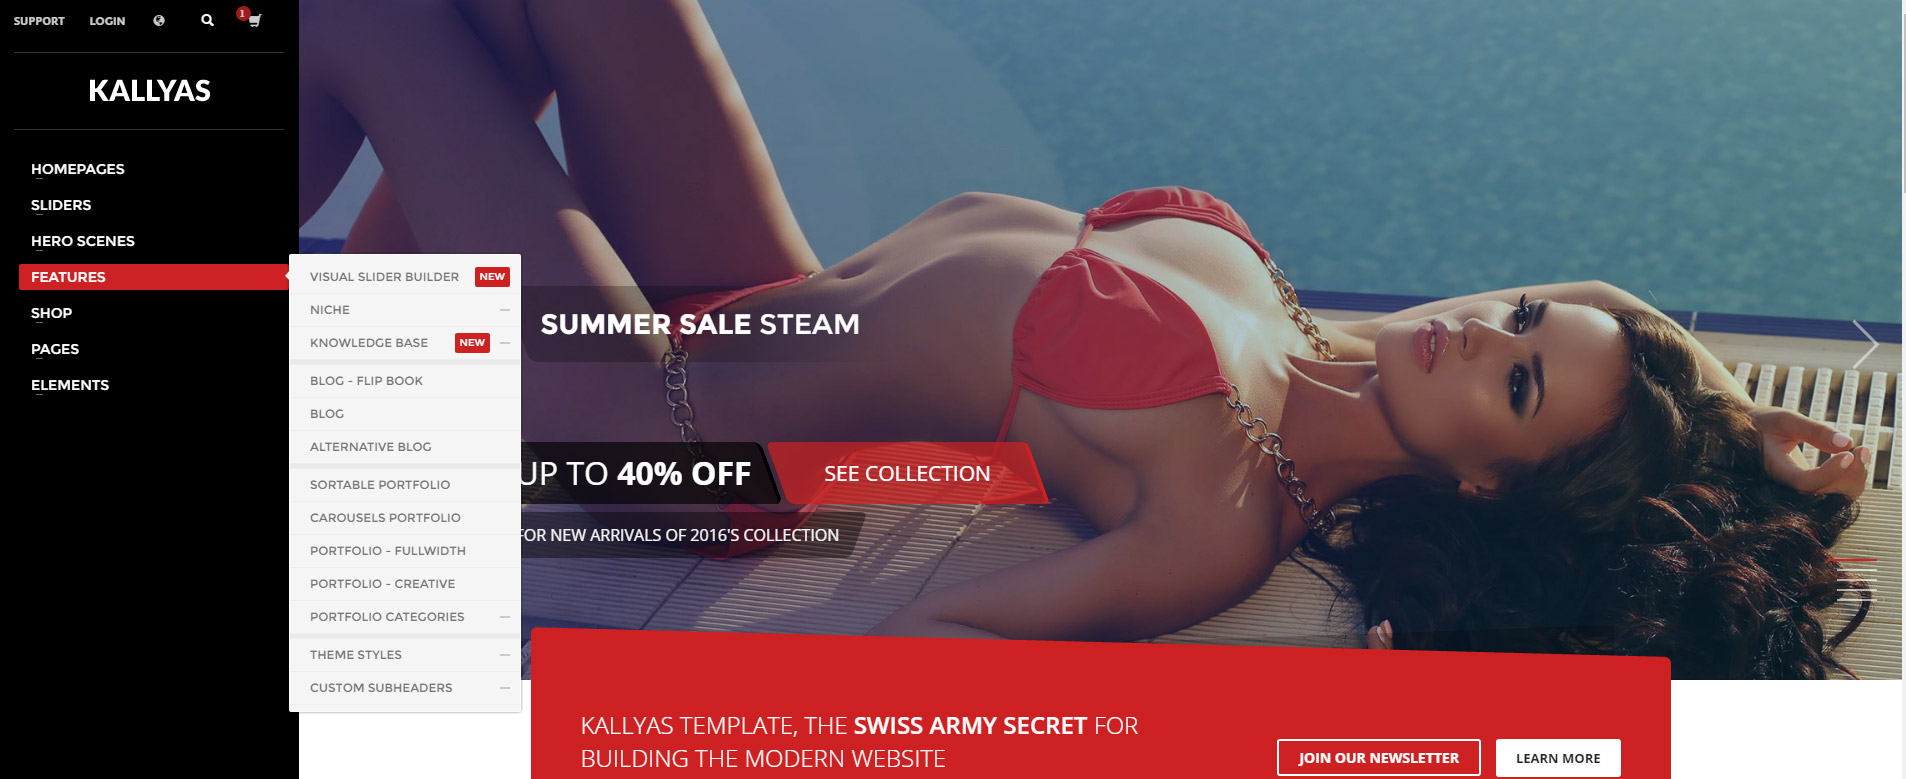 SUPPORT LOGIN 1
KALLYAS
HOMEPAGES
SLIDERS
HERO SCENES
FEATURES
SHOP
PAGES
ELEMENTS
VISUAL SLIDER BUILDER NEW
NICHE
KNOWLEDGE BASE NEW
BLOG - FLIP BOOK
BLOG
ALTERNATIVE BLOG
SORTABLE PORTFOLIO
CAROUSELS PORTFOLIO
PORTFOLIO - FULLWIDTH
PORTFOLIO - CREATIVE
PORTFOLIO CATEGORIES
THEME STYLES
CUSTOM SUBHEADERS
SUMMER SALE STEAM
UP TO 40% OFF
SEE COLLECTION
FOR NEW ARRIVALS OF 2016'S COLLECTION
KALLYAS TEMPLATE, THE SWISS ARMY SECRET FOR
BUILDING THE MODERN WEBSITE
JOIN OUR NEWSLETTER
LEARN MORE